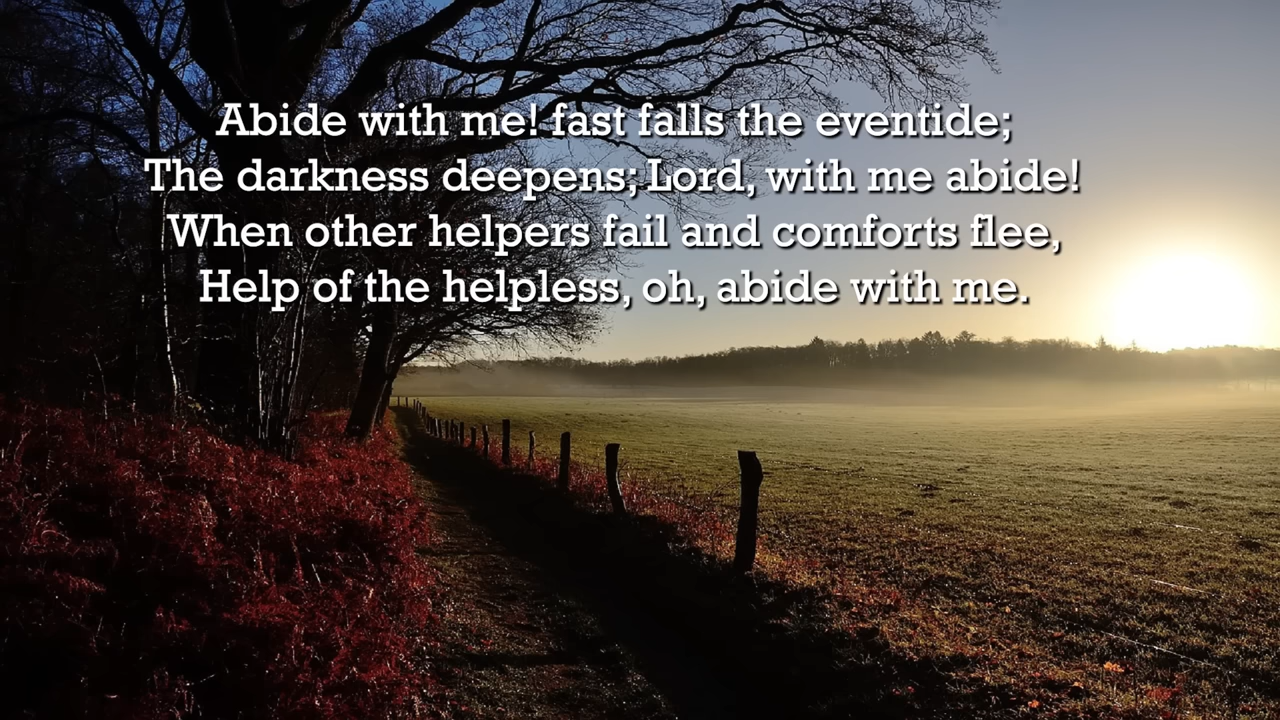 Abide with me! fast falls the eventide;
The darkness deepens; Lord, with me abide!
When other helpers fail and comforts flee,
Help of the helpless, oh, abide with me.